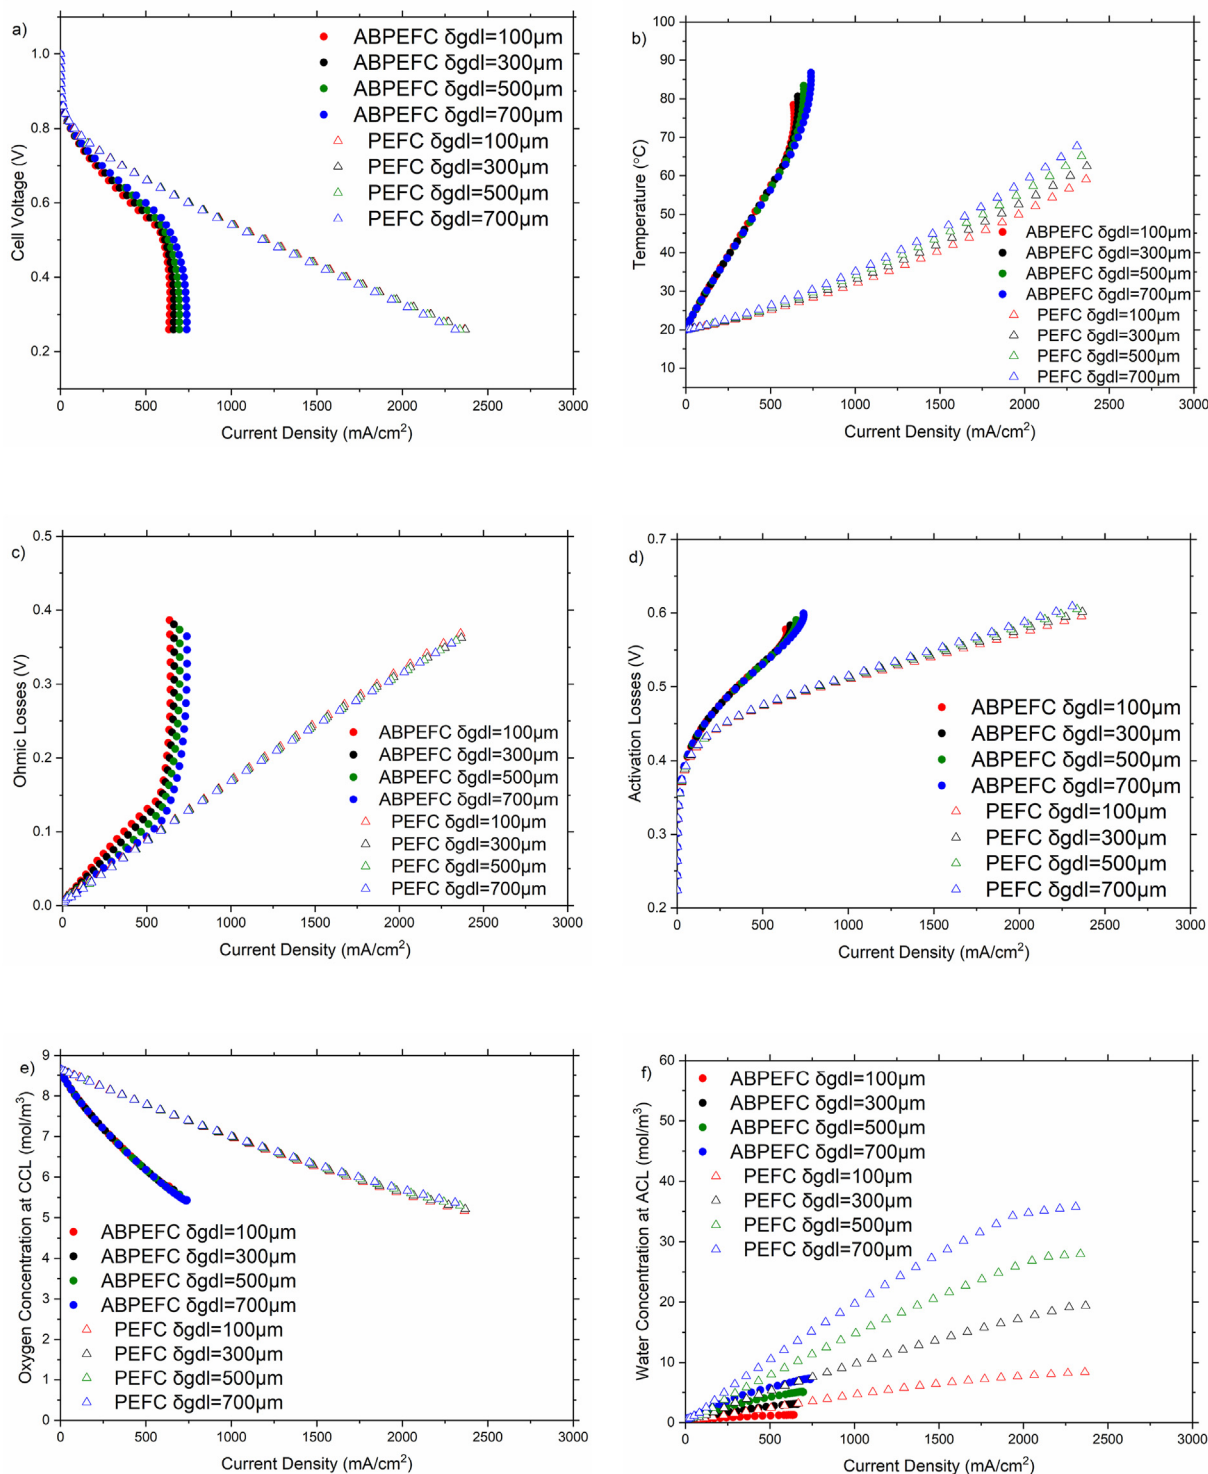 a)
ABPEFC δgdl=100μm
ABPEFC δgdl=300μm
ABPEFC δgdl=500μm
ABPEFC δgdl=700μm
PEFC δgdl=100μm
PEFC δgdl=300μm
PEFC δgdl=500μm
PEFC δgdl=700μm
1.0
0.8
0.6
0.4
0.2
Cell Voltage (V)
0 500 1000 1500 2000 2500 3000
Current Density (mA/cm²)
b)
90
80
70
60
50
40
30
20
10
Temperature (°C)
ABPEFC δgdl=100μm
ABPEFC δgdl=300μm
ABPEFC δgdl=500μm
ABPEFC δgdl=700μm
PEFC δgdl=100μm
PEFC δgdl=300μm
PEFC δgdl=500μm
PEFC δgdl=700μm
0 500 1000 1500 2000 2500 3000
Current Density (mA/cm²)
c)
0.5
0.4
0.3
0.2
0.1
0.0
Ohmic Losses (V)
ABPEFC δgdl=100μm
ABPEFC δgdl=300μm
ABPEFC δgdl=500μm
ABPEFC δgdl=700μm
PEFC δgdl=100μm
PEFC δgdl=300μm
PEFC δgdl=500μm
PEFC δgdl=700μm
0 500 1000 1500 2000 2500 3000
Current Density (mA/cm²)
d)
0.7
0.6
0.5
0.4
0.3
0.2
Activation Losses (V)
ABPEFC δgdl=100μm
ABPEFC δgdl=300μm
ABPEFC δgdl=500μm
ABPEFC δgdl=700μm
PEFC δgdl=100μm
PEFC δgdl=300μm
PEFC δgdl=500μm
PEFC δgdl=700μm
0 500 1000 1500 2000 2500 3000
Current Density (mA/cm²)
e)
9
8
7
6
5
4
3
2
1
0
Oxygen Concentration at CCL (mol/m³)
ABPEFC δgdl=100μm
ABPEFC δgdl=300μm
ABPEFC δgdl=500μm
ABPEFC δgdl=700μm
PEFC δgdl=100μm
PEFC δgdl=300μm
PEFC δgdl=500μm
PEFC δgdl=700μm
0 500 1000 1500 2000 2500 3000
Current Density (mA/cm²)
f)
60
50
40
30
20
10
0
Water Concentration at ACL (mol/m³)
ABPEFC δgdl=100μm
ABPEFC δgdl=300μm
ABPEFC δgdl=500μm
ABPEFC δgdl=700μm
PEFC δgdl=100μm
PEFC δgdl=300μm
PEFC δgdl=500μm
PEFC δgdl=700μm
0 500 1000 1500 2000 2500 3000
Current Density (mA/cm²)